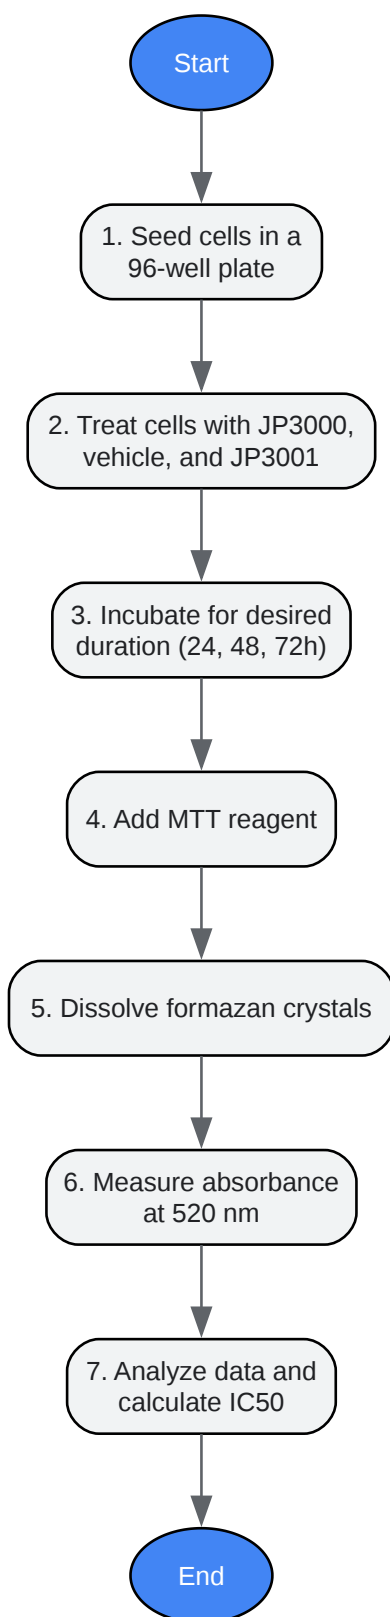 Start
1. Seed cells in a
96-well plate
2. Treat cells with JP3000,
vehicle, and JP3001
3. Incubate for desired
duration (24, 48, 72h)
4. Add MTT reagent
5. Dissolve formazan crystals
6. Measure absorbance
at 520 nm
7. Analyze data and
calculate IC50
End